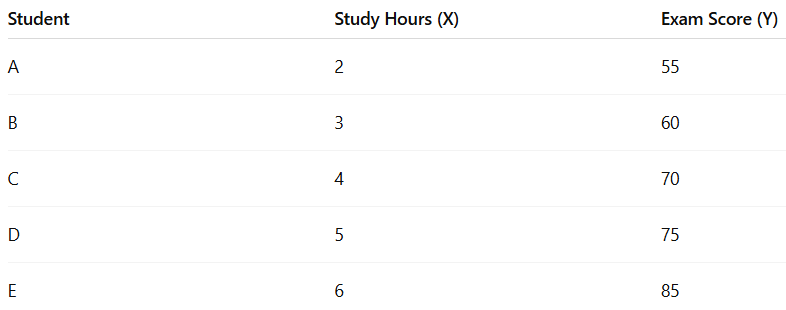 Student Study Hours (X) Exam Score (Y)
A 2 55
B 3 60
C 4 70
D 5 75
E 6 85